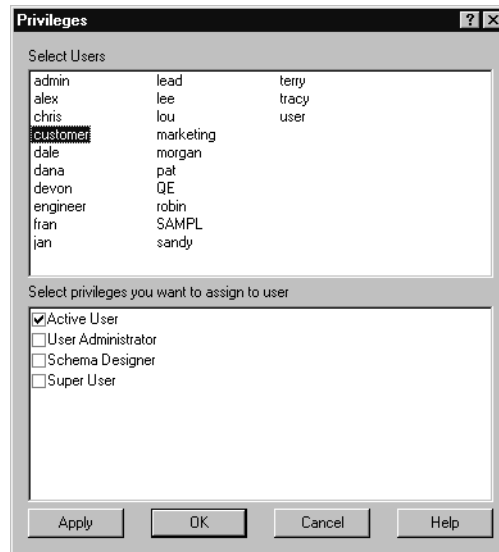 Privileges
Select Users
admin lead terry
alex lee tracy
chris lou user
customer marketing
dale morgan
dana pat
devon QE
engineer robin
fran SAMPL
jan sandy
Select privileges you want to assign to user
Active User
User Administrator
Schema Designer
Super User
Apply OK Cancel Help